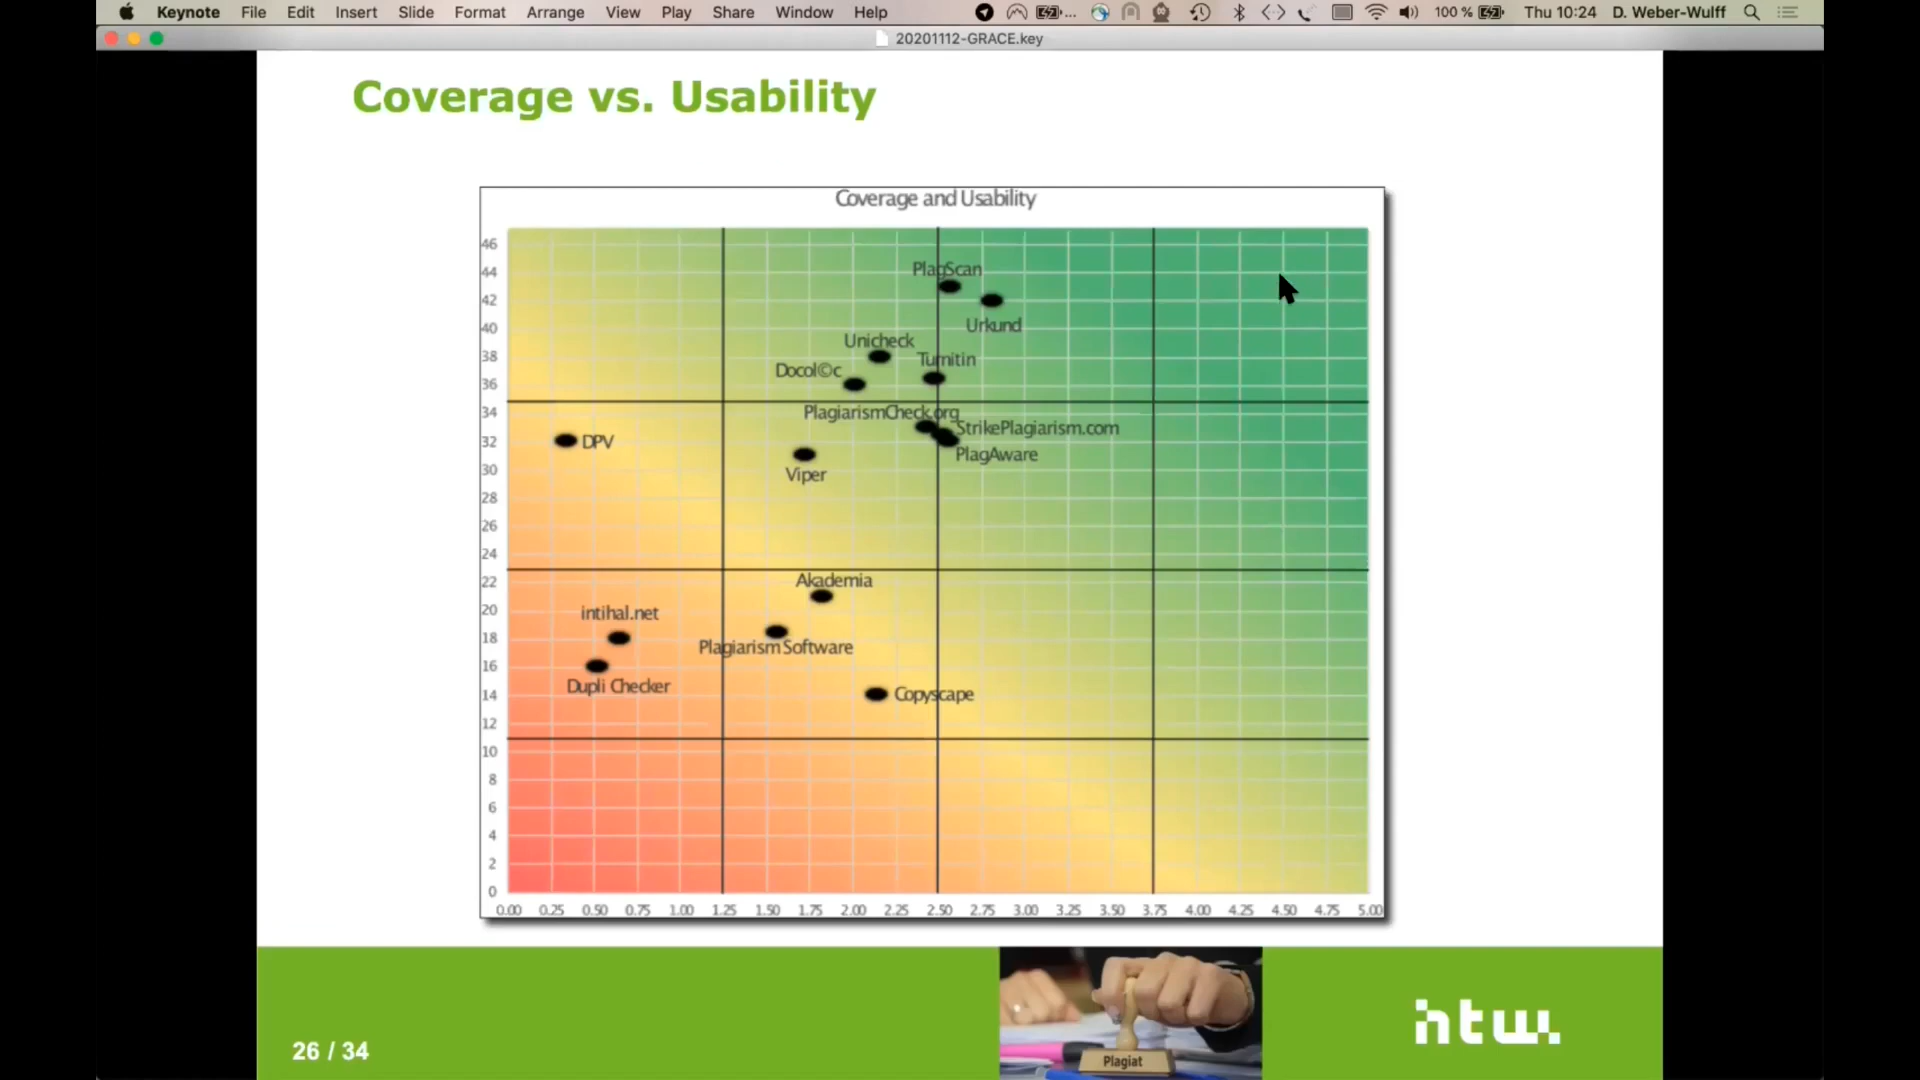 Keynote File Edit Insert Slide Format Arrange View Play Share Window Help 100 % Thu 10:24 D. Weber-Wulff
20201112-GRACE.key
Coverage vs. Usability
Coverage and Usability
46
44
42
40
38
36
34
32
30
28
26
24
22
20
18
16
14
12
10
8
6
4
2
0
PlagScan
Urkund
Unicheck
Turnitin
Docol©c
PlagiarismCheck.org
StrikePlagiarism.com
DPV
PlagAware
Viper
Akademia
intihal.net
Plagiarism Software
Dupli Checker
Copyscape
0.00 0.25 0.50 0.75 1.00 1.25 1.50 1.75 2.00 2.25 2.50 2.75 3.00 3.25 3.50 3.75 4.00 4.25 4.50 4.75 5.00
26 / 34
Plagiat
htw.